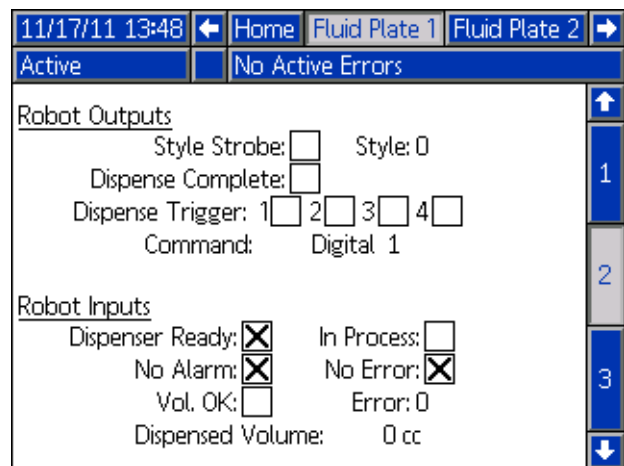 11/17/11 13:48 Home Fluid Plate 1 Fluid Plate 2
Active No Active Errors
Robot Outputs
Style Strobe: Style: 0
Dispense Complete:
Dispense Trigger: 1 2 3 4
Command: Digital 1
Robot Inputs
Dispenser Ready: In Process:
No Alarm: No Error:
Vol. OK: Error: 0
Dispensed Volume: 0 cc
1
2
3